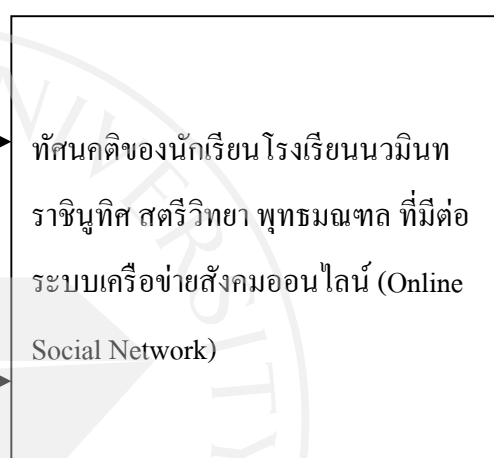 ทัศนคติของนักเรียนโรงเรียนนวมินท
ราชินูทิศ สตรีวิทยา พุทธมณฑล ที่มีต่อ
ระบบเครือข่ายสังคมออนไลน์ (Online
Social Network)
UNIVERSITY